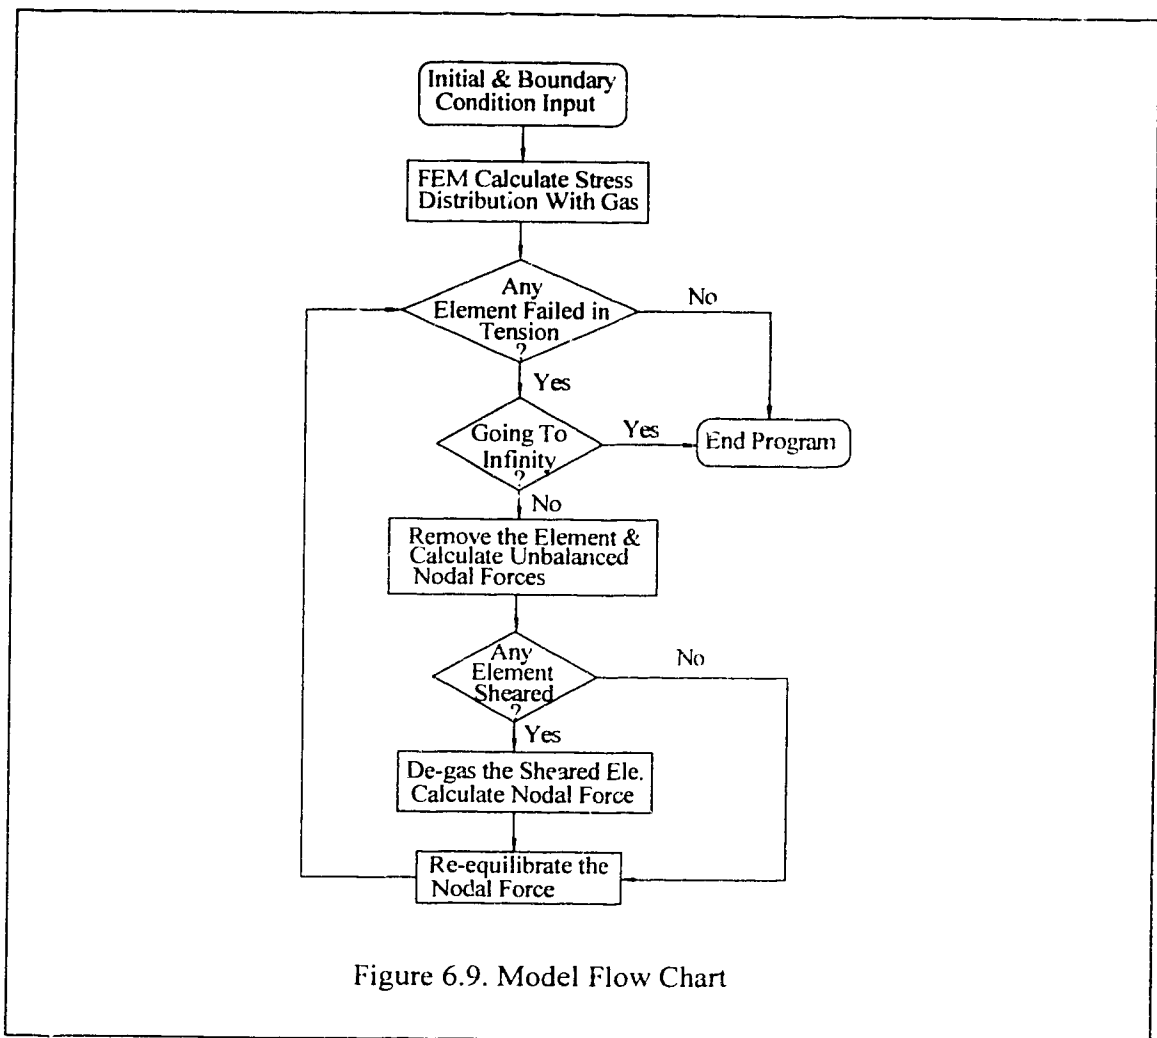 Initial & Boundary
Condition Input
FEM Calculate Stress
Distribution With Gas
Any
Element Failed in
Tension
?
No
Yes
Going To
Infinity
?
Yes
End Program
No
Remove the Element &
Calculate Unbalanced
Nodal Forces
Any
Element
Sheared
?
No
Yes
De-gas the Sheared Ele.
Calculate Nodal Force
Re-equilibrate the
Nodal Force
Figure 6.9. Model Flow Chart